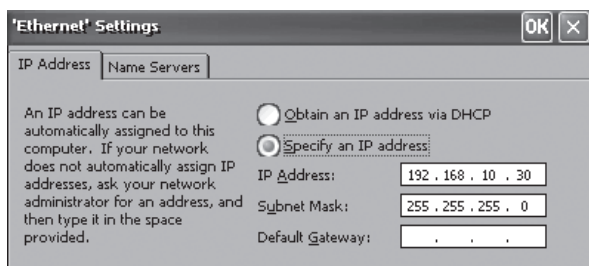 'Ethernet' Settings
OK
IP Address
Name Servers
An IP address can be
automatically assigned to this
computer. If your network
does not automatically assign IP
addresses, ask your network
administrator for an address, and
then type it in the space
provided.
Obtain an IP address via DHCP
Specify an IP address
IP Address: 192 . 168 . 10 . 30
Subnet Mask: 255 . 255 . 255 . 0
Default Gateway: . . .